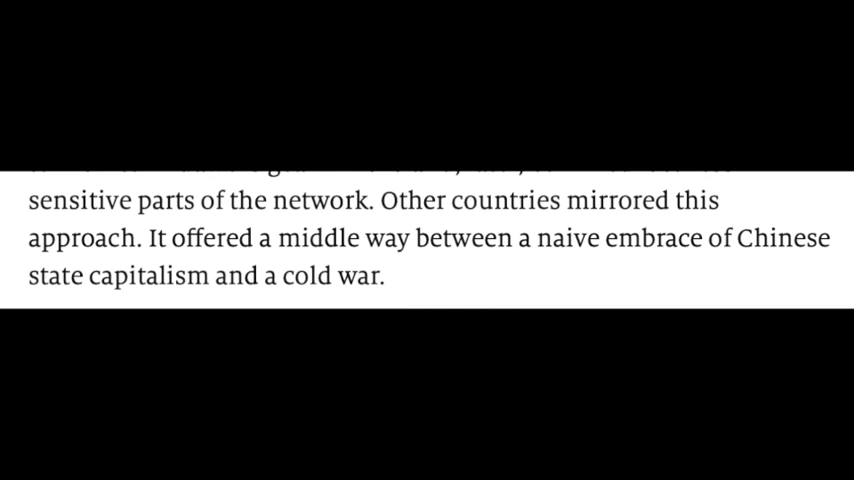 sensitive parts of the network. Other countries mirrored this
approach. It offered a middle way between a naive embrace of Chinese
state capitalism and a cold war.